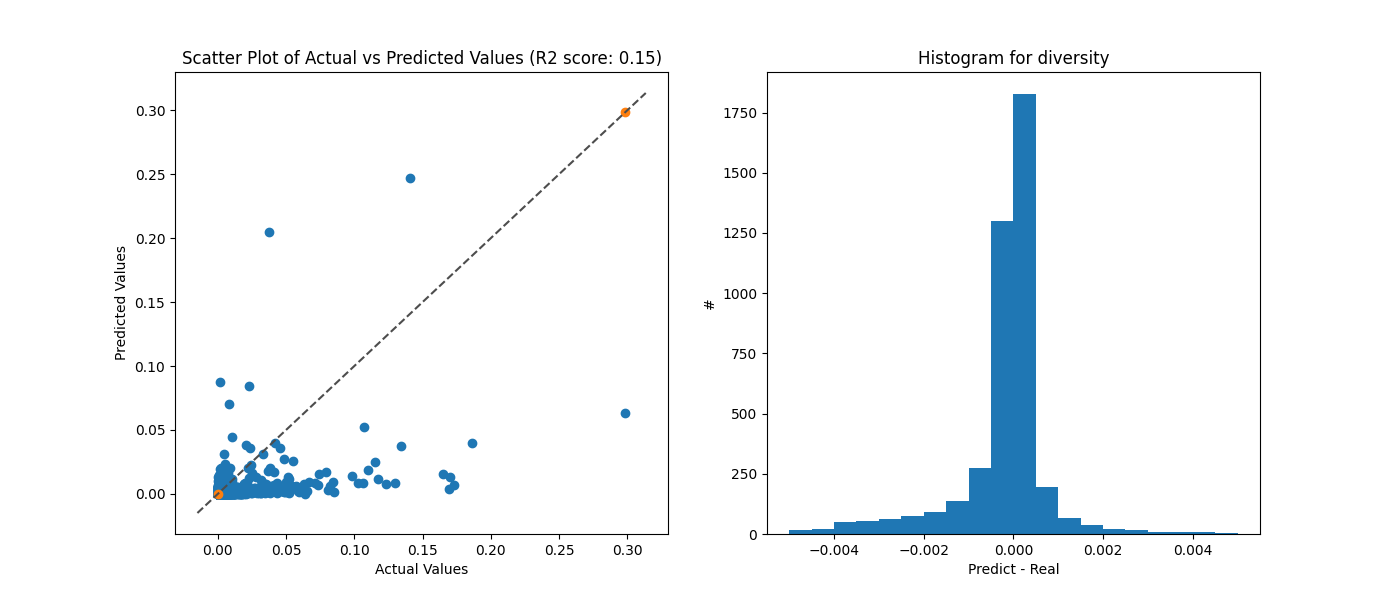 Scatter Plot of Actual vs Predicted Values (R2 score: 0.15)
0.30
0.25
0.20
0.15
0.10
0.05
0.00
Predicted Values
0.00 0.05 0.10 0.15 0.20 0.25 0.30
Actual Values
Histogram for diversity
1750
1500
1250
1000
750
500
250
0
#
−0.004 −0.002 0.000 0.002 0.004
Predict - Real